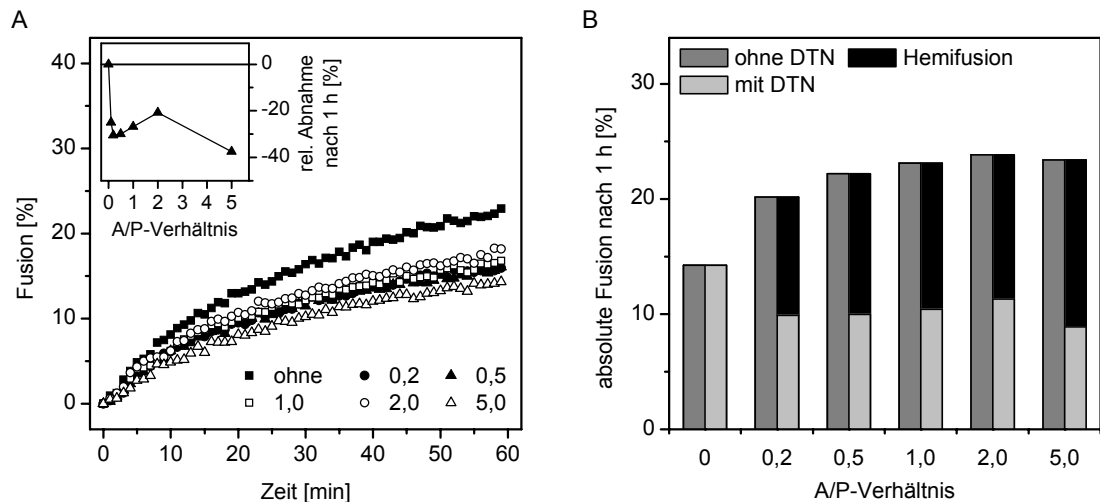 A
Fusion [%]
40
30
20
10
0
0
-20
-40
rel. Abnahme
nach 1 h [%]
0 1 2 3 4 5
A/P-Verhältnis
ohne 0,2 0,5
1,0 2,0 5,0
0 10 20 30 40 50 60
Zeit [min]
B
absolute Fusion nach 1 h [%]
30
20
10
0
ohne DTN Hemifusion
mit DTN
0 0,2 0,5 1,0 2,0 5,0
A/P-Verhältnis